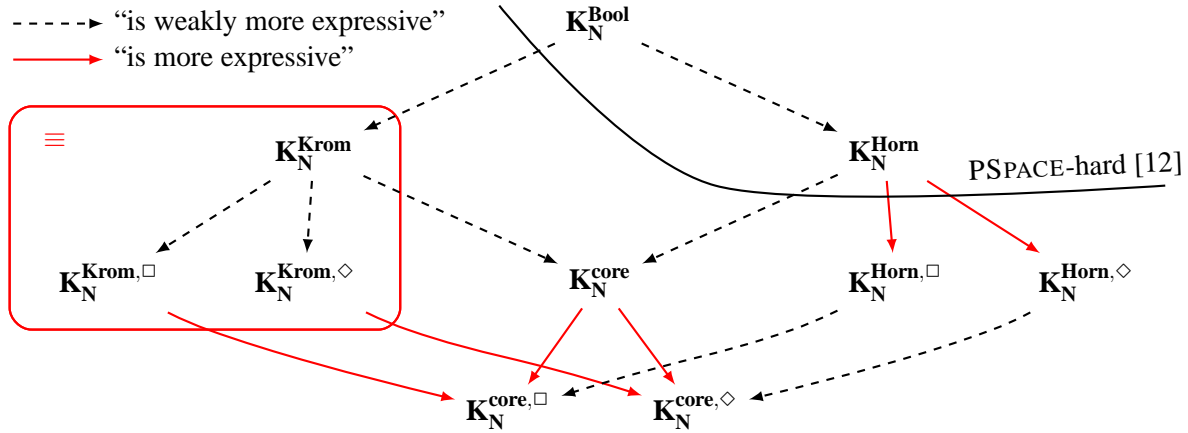 “is weakly more expressive”
K_N^Bool
“is more expressive”
≡
K_N^Krom
K_N^Horn
PSPACE-hard [12]
K_N^Krom,□
K_N^Krom,◇
K_N^core
K_N^Horn,□
K_N^Horn,◇
K_N^core,□
K_N^core,◇